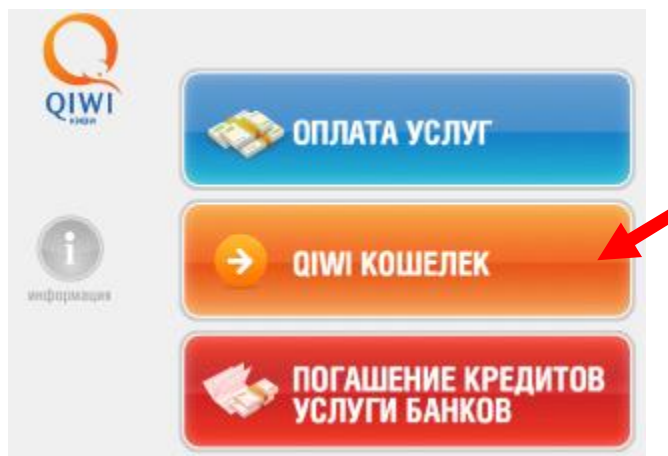 QIWI
КИВИ
ОПЛАТА УСЛУГ
информация
QIWI КОШЕЛЕК
ПОГАШЕНИЕ КРЕДИТОВ
УСЛУГИ БАНКОВ